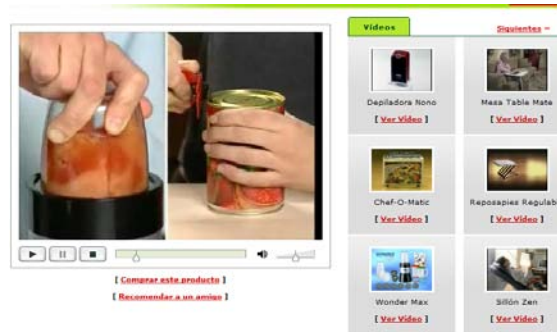 Videos
Siguientes »
Depiladora Nono
Mesa Table Mate
[ Ver Video ]
[ Ver Video ]
Chef-O-Matic
Reposapies Regulab
[ Ver Video ]
[ Ver Video ]
Wonder Max
Sillón Zen
[ Ver Video ]
[ Ver Video ]
[ Comprar este producto ]
[ Recomendar a un amigo ]